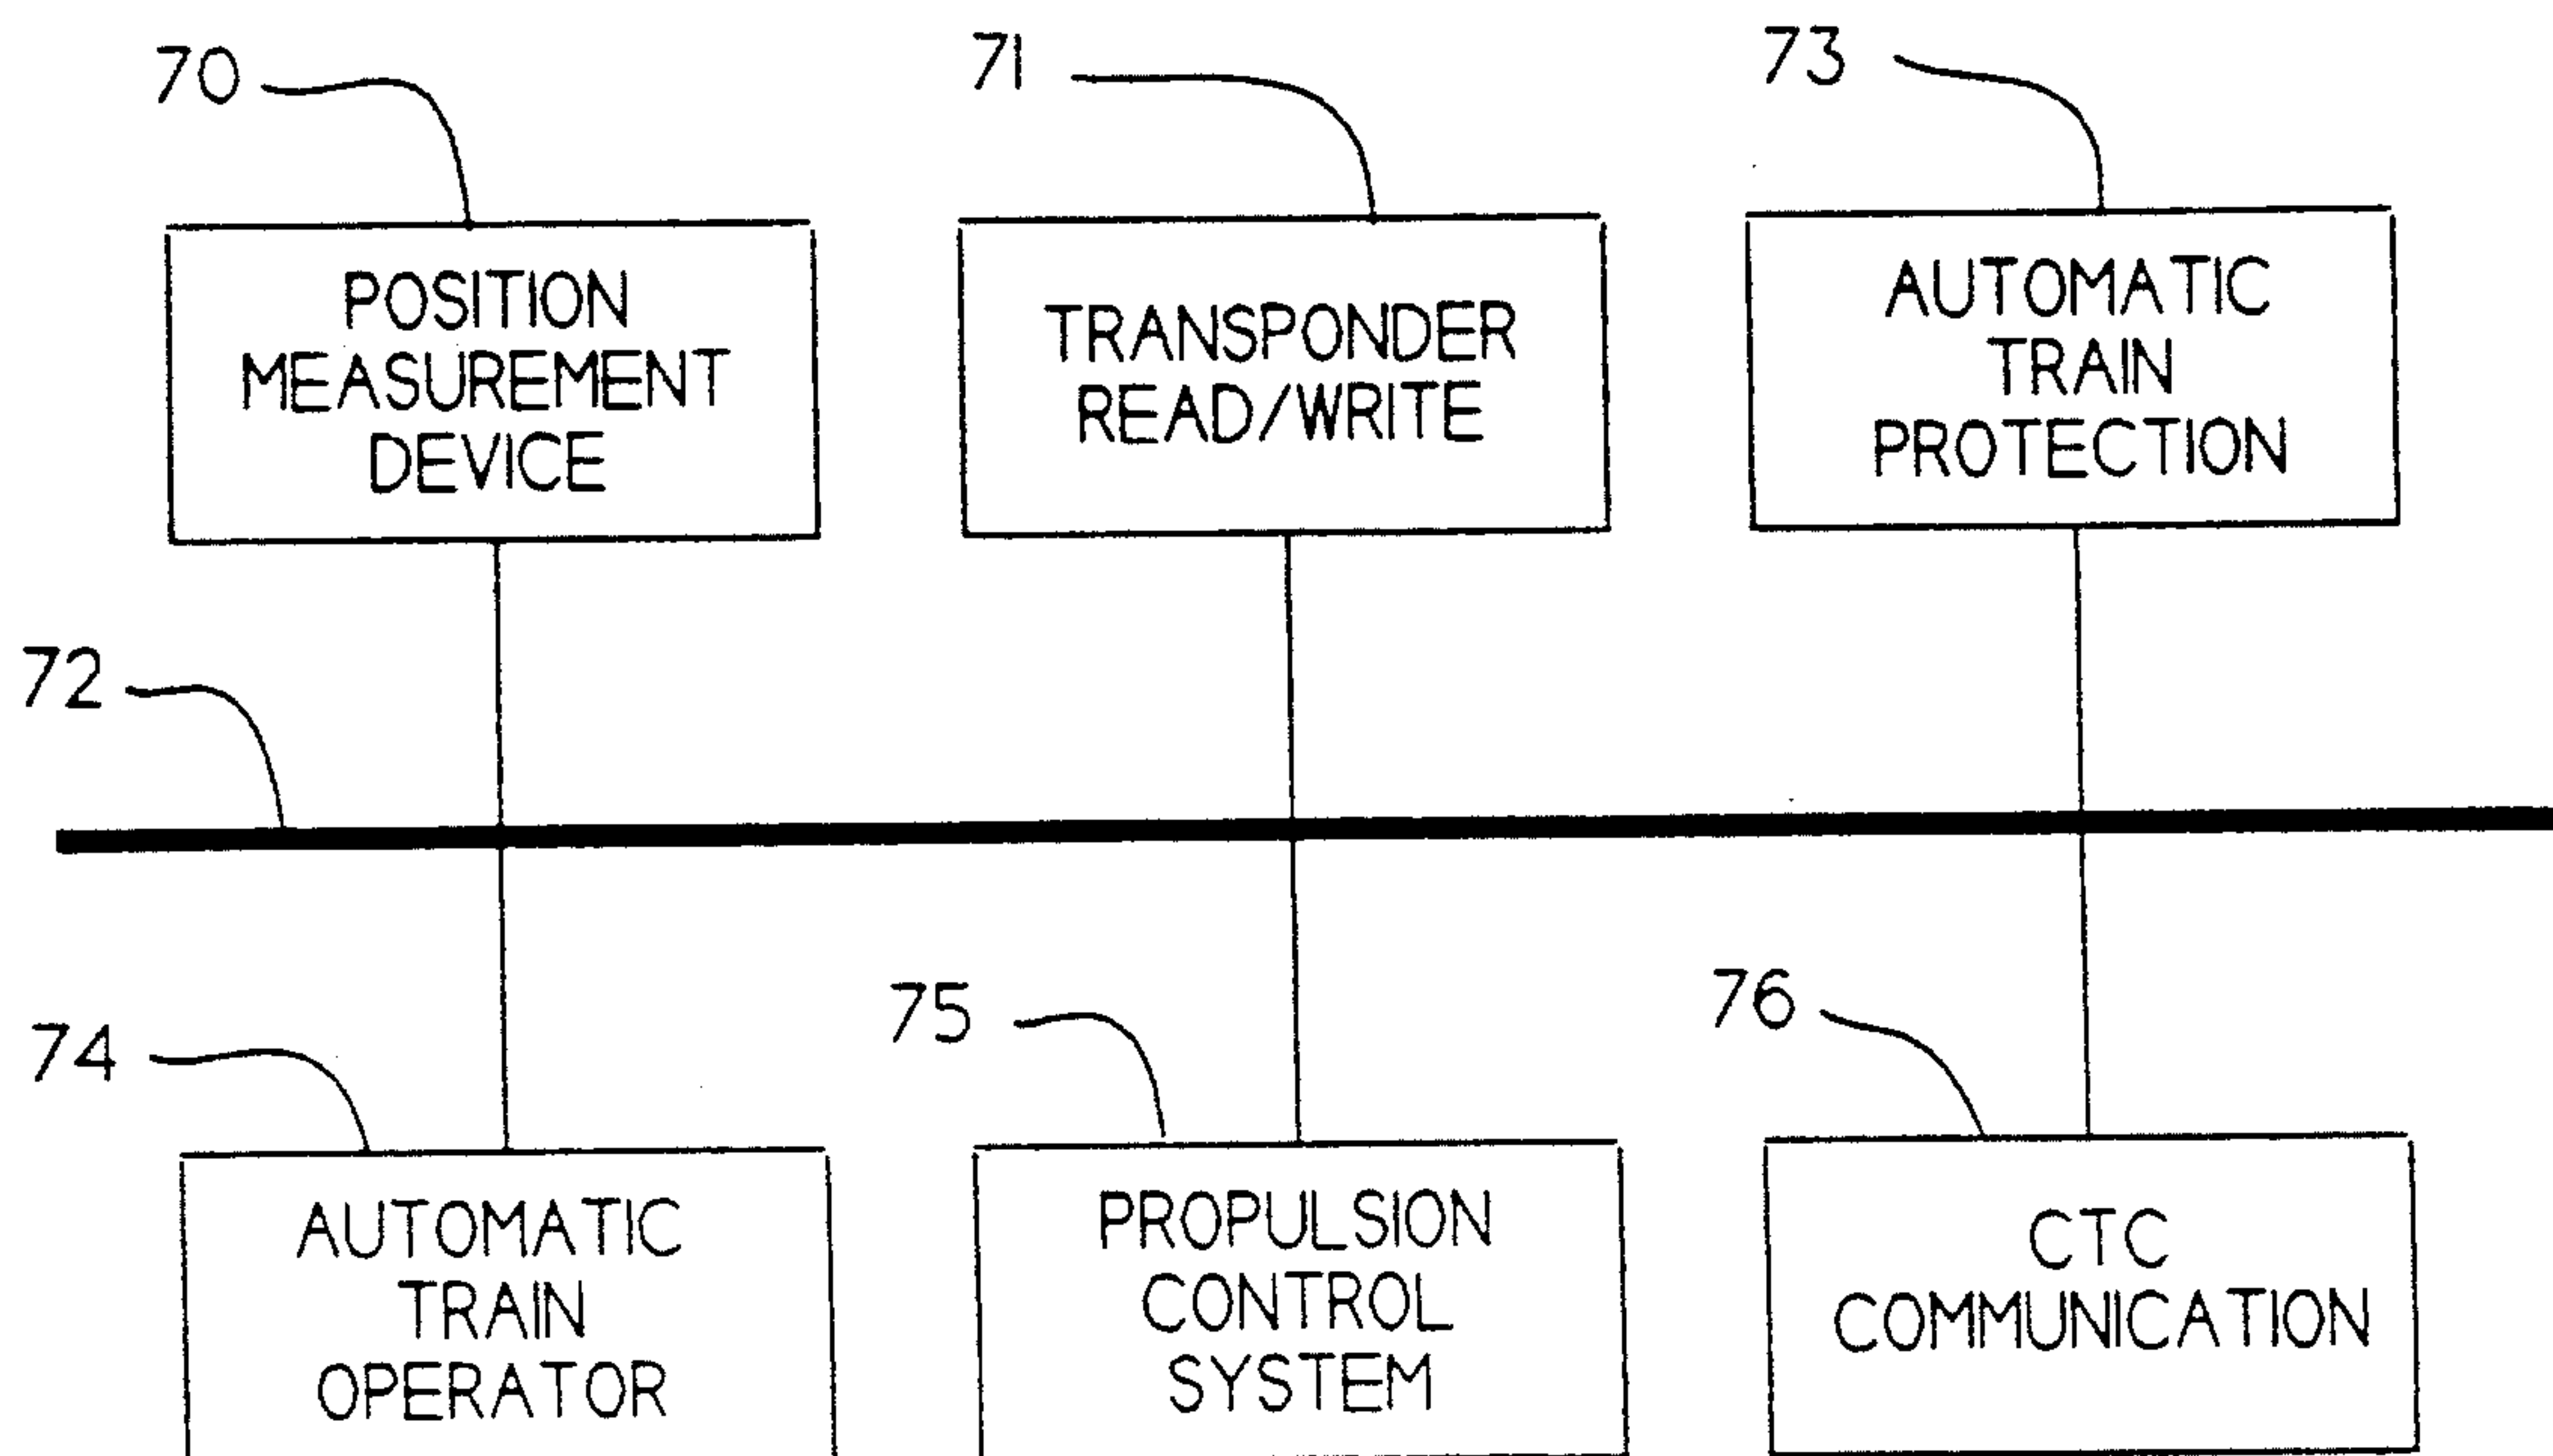 70
71
73
POSITION
MEASUREMENT
DEVICE
TRANSPONDER
READ/WRITE
AUTOMATIC
TRAIN
PROTECTION
72
74
75
76
AUTOMATIC
TRAIN
OPERATOR
PROPULSION
CONTROL
SYSTEM
CTC
COMMUNICATION